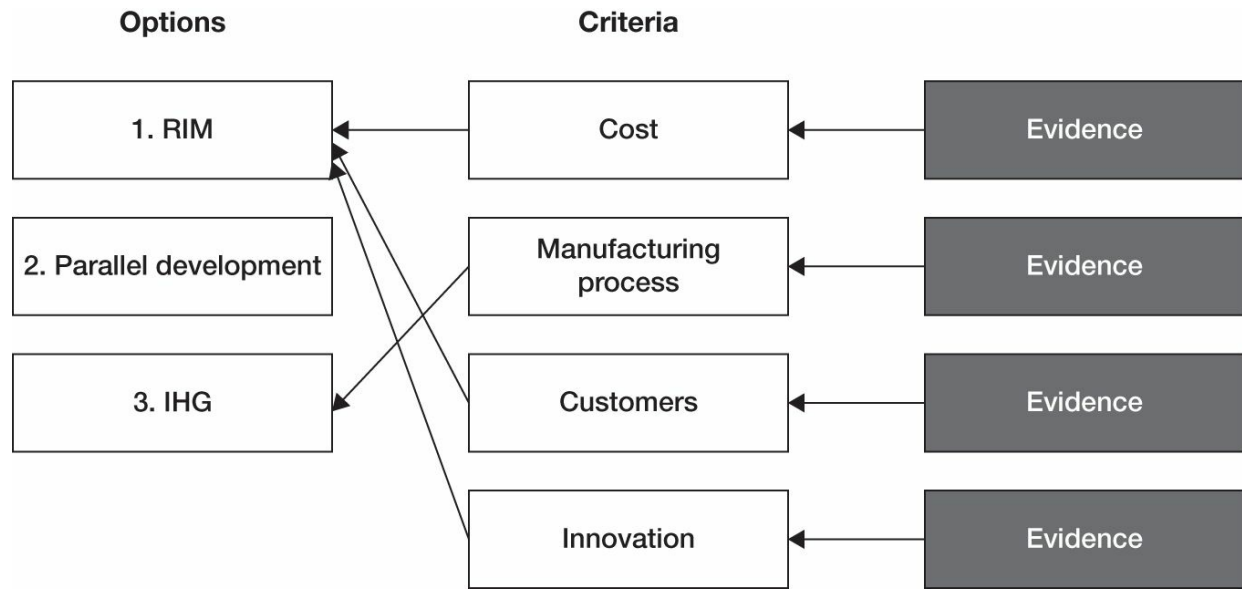 Options
Criteria
1. RIM
Cost
Evidence
2. Parallel development
Manufacturing
process
Evidence
3. IHG
Customers
Evidence
Innovation
Evidence